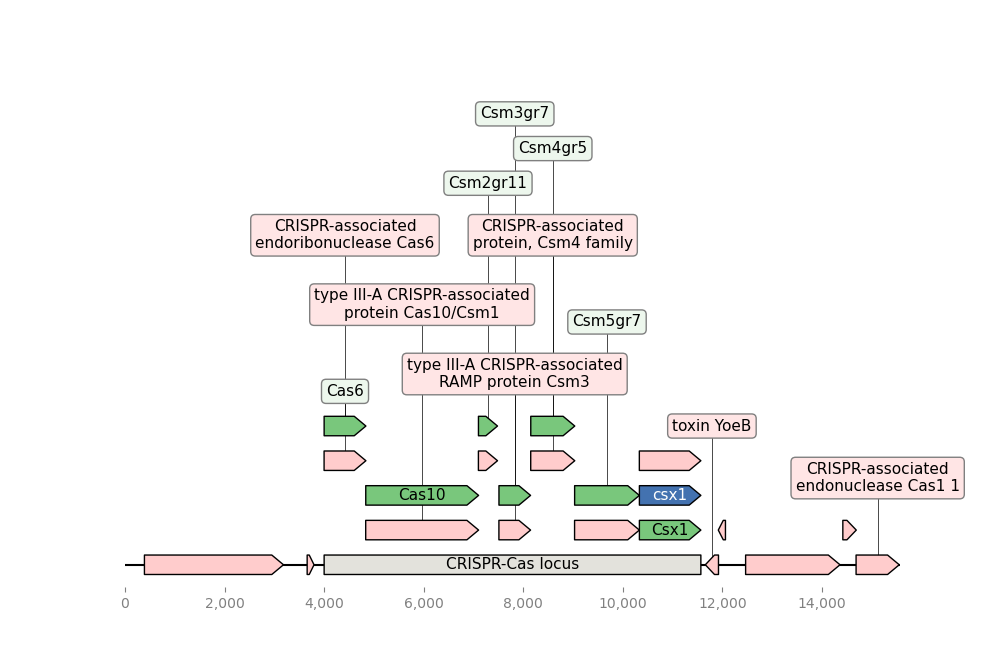 Csm3gr7
Csm4gr5
Csm2gr11
CRISPR-associated
endoribonuclease Cas6
CRISPR-associated
protein, Csm4 family
type III-A CRISPR-associated
protein Cas10/Csm1
Csm5gr7
type III-A CRISPR-associated
RAMP protein Csm3
Cas6
toxin YoeB
CRISPR-associated
endonuclease Cas1 1
Cas10
csx1
Csx1
CRISPR-Cas locus
0 2,000 4,000 6,000 8,000 10,000 12,000 14,000